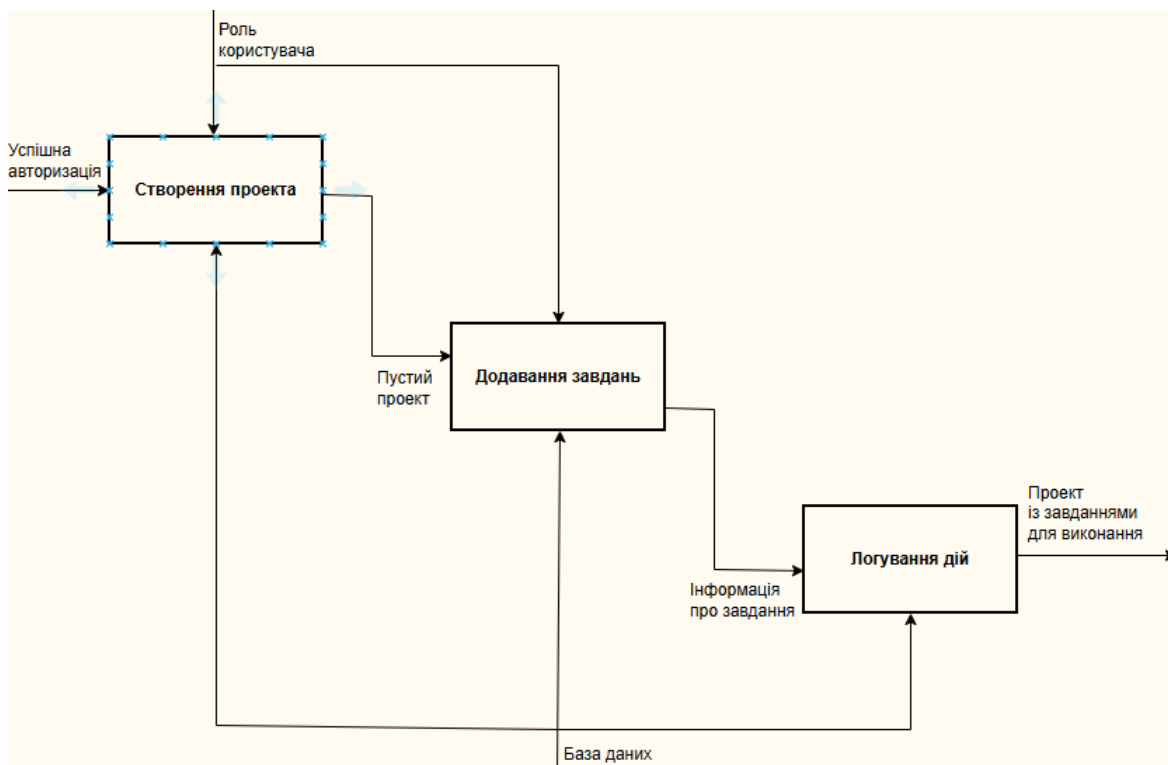 Роль
користувача
Успішна
авторизація
Створення проекта
Пустий
проект
Додавання завдань
Проект
із завданнями
для виконання
Логування дій
Інформація
про завдання
База даних